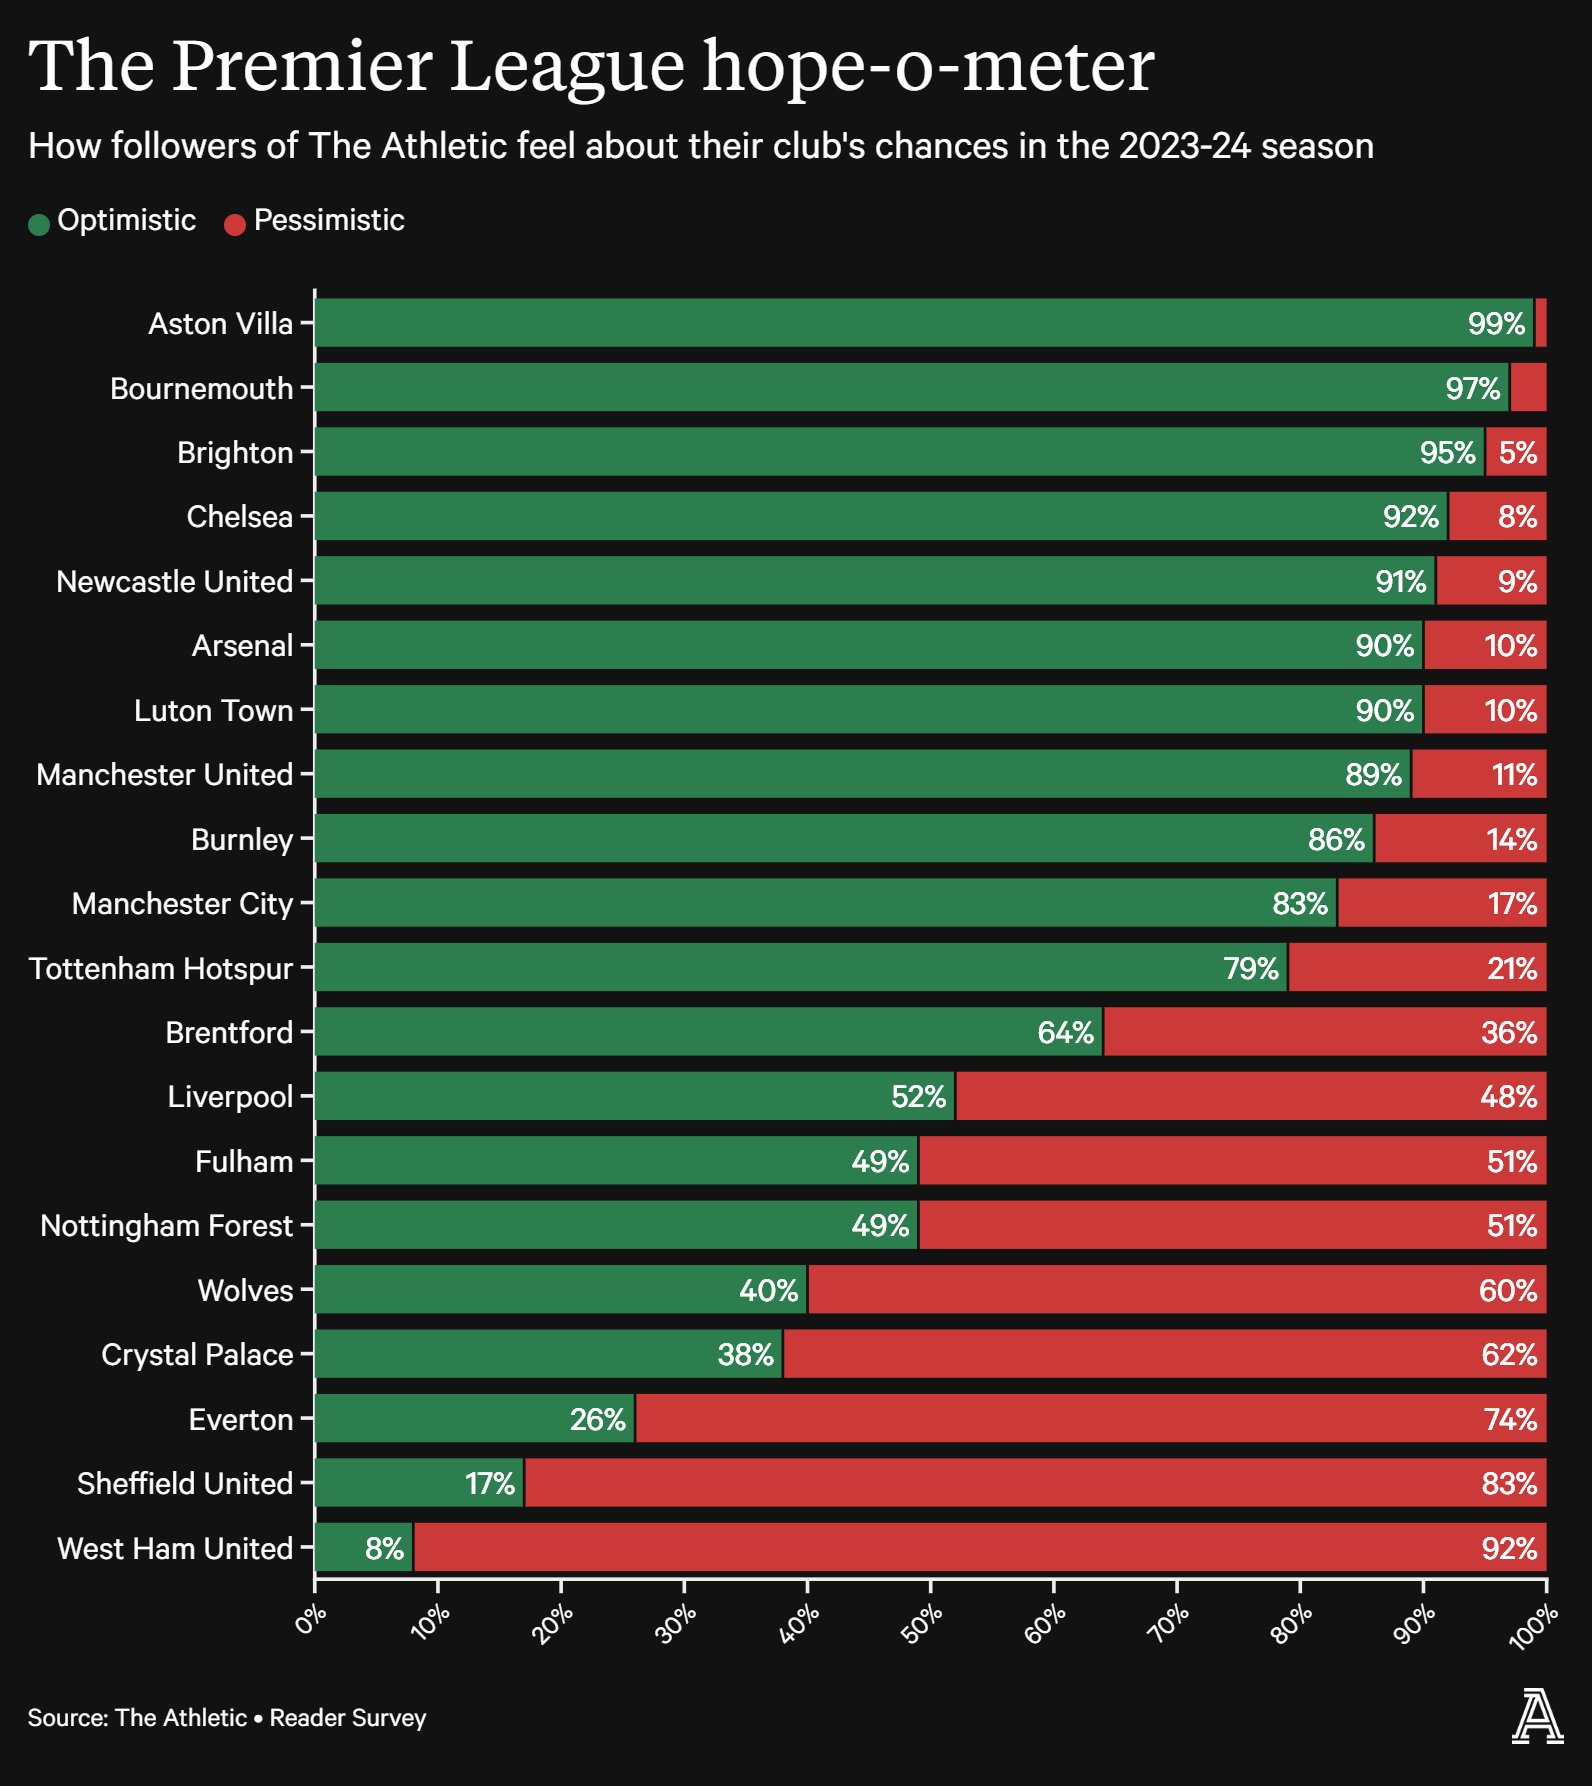 The Premier League hope-o-meter
How followers of The Athletic feel about their club's chances in the 2023-24 season
Optimistic Pessimistic
Aston Villa 99%
Bournemouth 97%
Brighton 95% 5%
Chelsea 92% 8%
Newcastle United 91% 9%
Arsenal 90% 10%
Luton Town 90% 10%
Manchester United 89% 11%
Burnley 86% 14%
Manchester City 83% 17%
Tottenham Hotspur 79% 21%
Brentford 64% 36%
Liverpool 52% 48%
Fulham 49% 51%
Nottingham Forest 49% 51%
Wolves 40% 60%
Crystal Palace 38% 62%
Everton 26% 74%
Sheffield United 17% 83%
West Ham United 8% 92%
0% 10% 20% 30% 40% 50% 60% 70% 80% 90% 100%
Source: The Athletic • Reader Survey
A